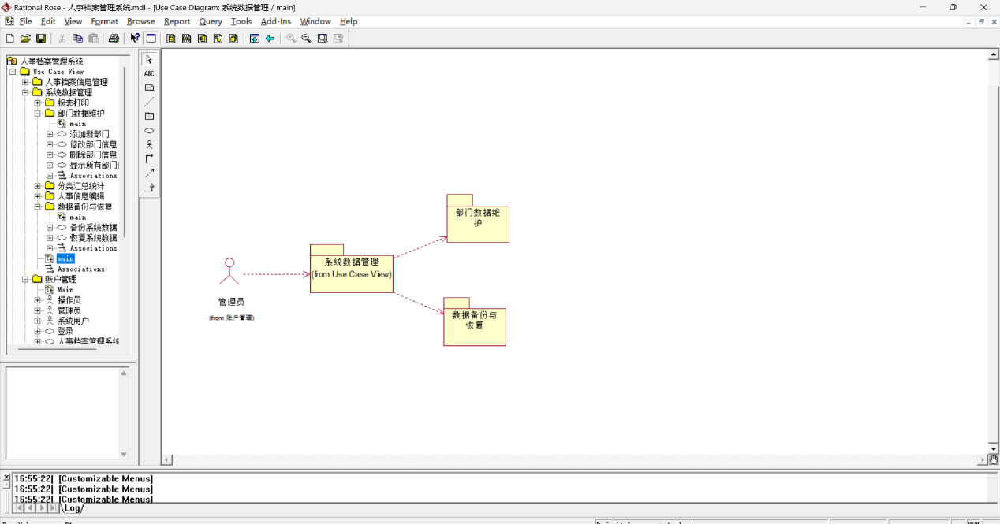 Rational Rose - 人事档案管理系统.mdl - [Use Case Diagram: 系统数据管理 / main]
File Edit View Format Browse Report Query Tools Add-Ins Window Help
人事档案管理系统
Use Case View
人事档案信息管理
系统数据管理
报表打印
部门数据维护
main
添加新部门
修改部门信息
删除部门信息
显示所有部门
Associations
分类汇总统计
人事信息编辑
数据备份与恢复
main
备份系统数据
恢复系统数据
Associations
main
Associations
账户管理
Main
操作员
管理员
系统用户
登录
人事档案管理系统
ABC
部门数据维
护
系统数据管理
(from Use Case View)
管理员
(from 账户管理)
数据备份与
恢复
16:55:22| [Customizable Menus]
16:55:22| [Customizable Menus]
16:55:22| [Customizable Menus]
Log